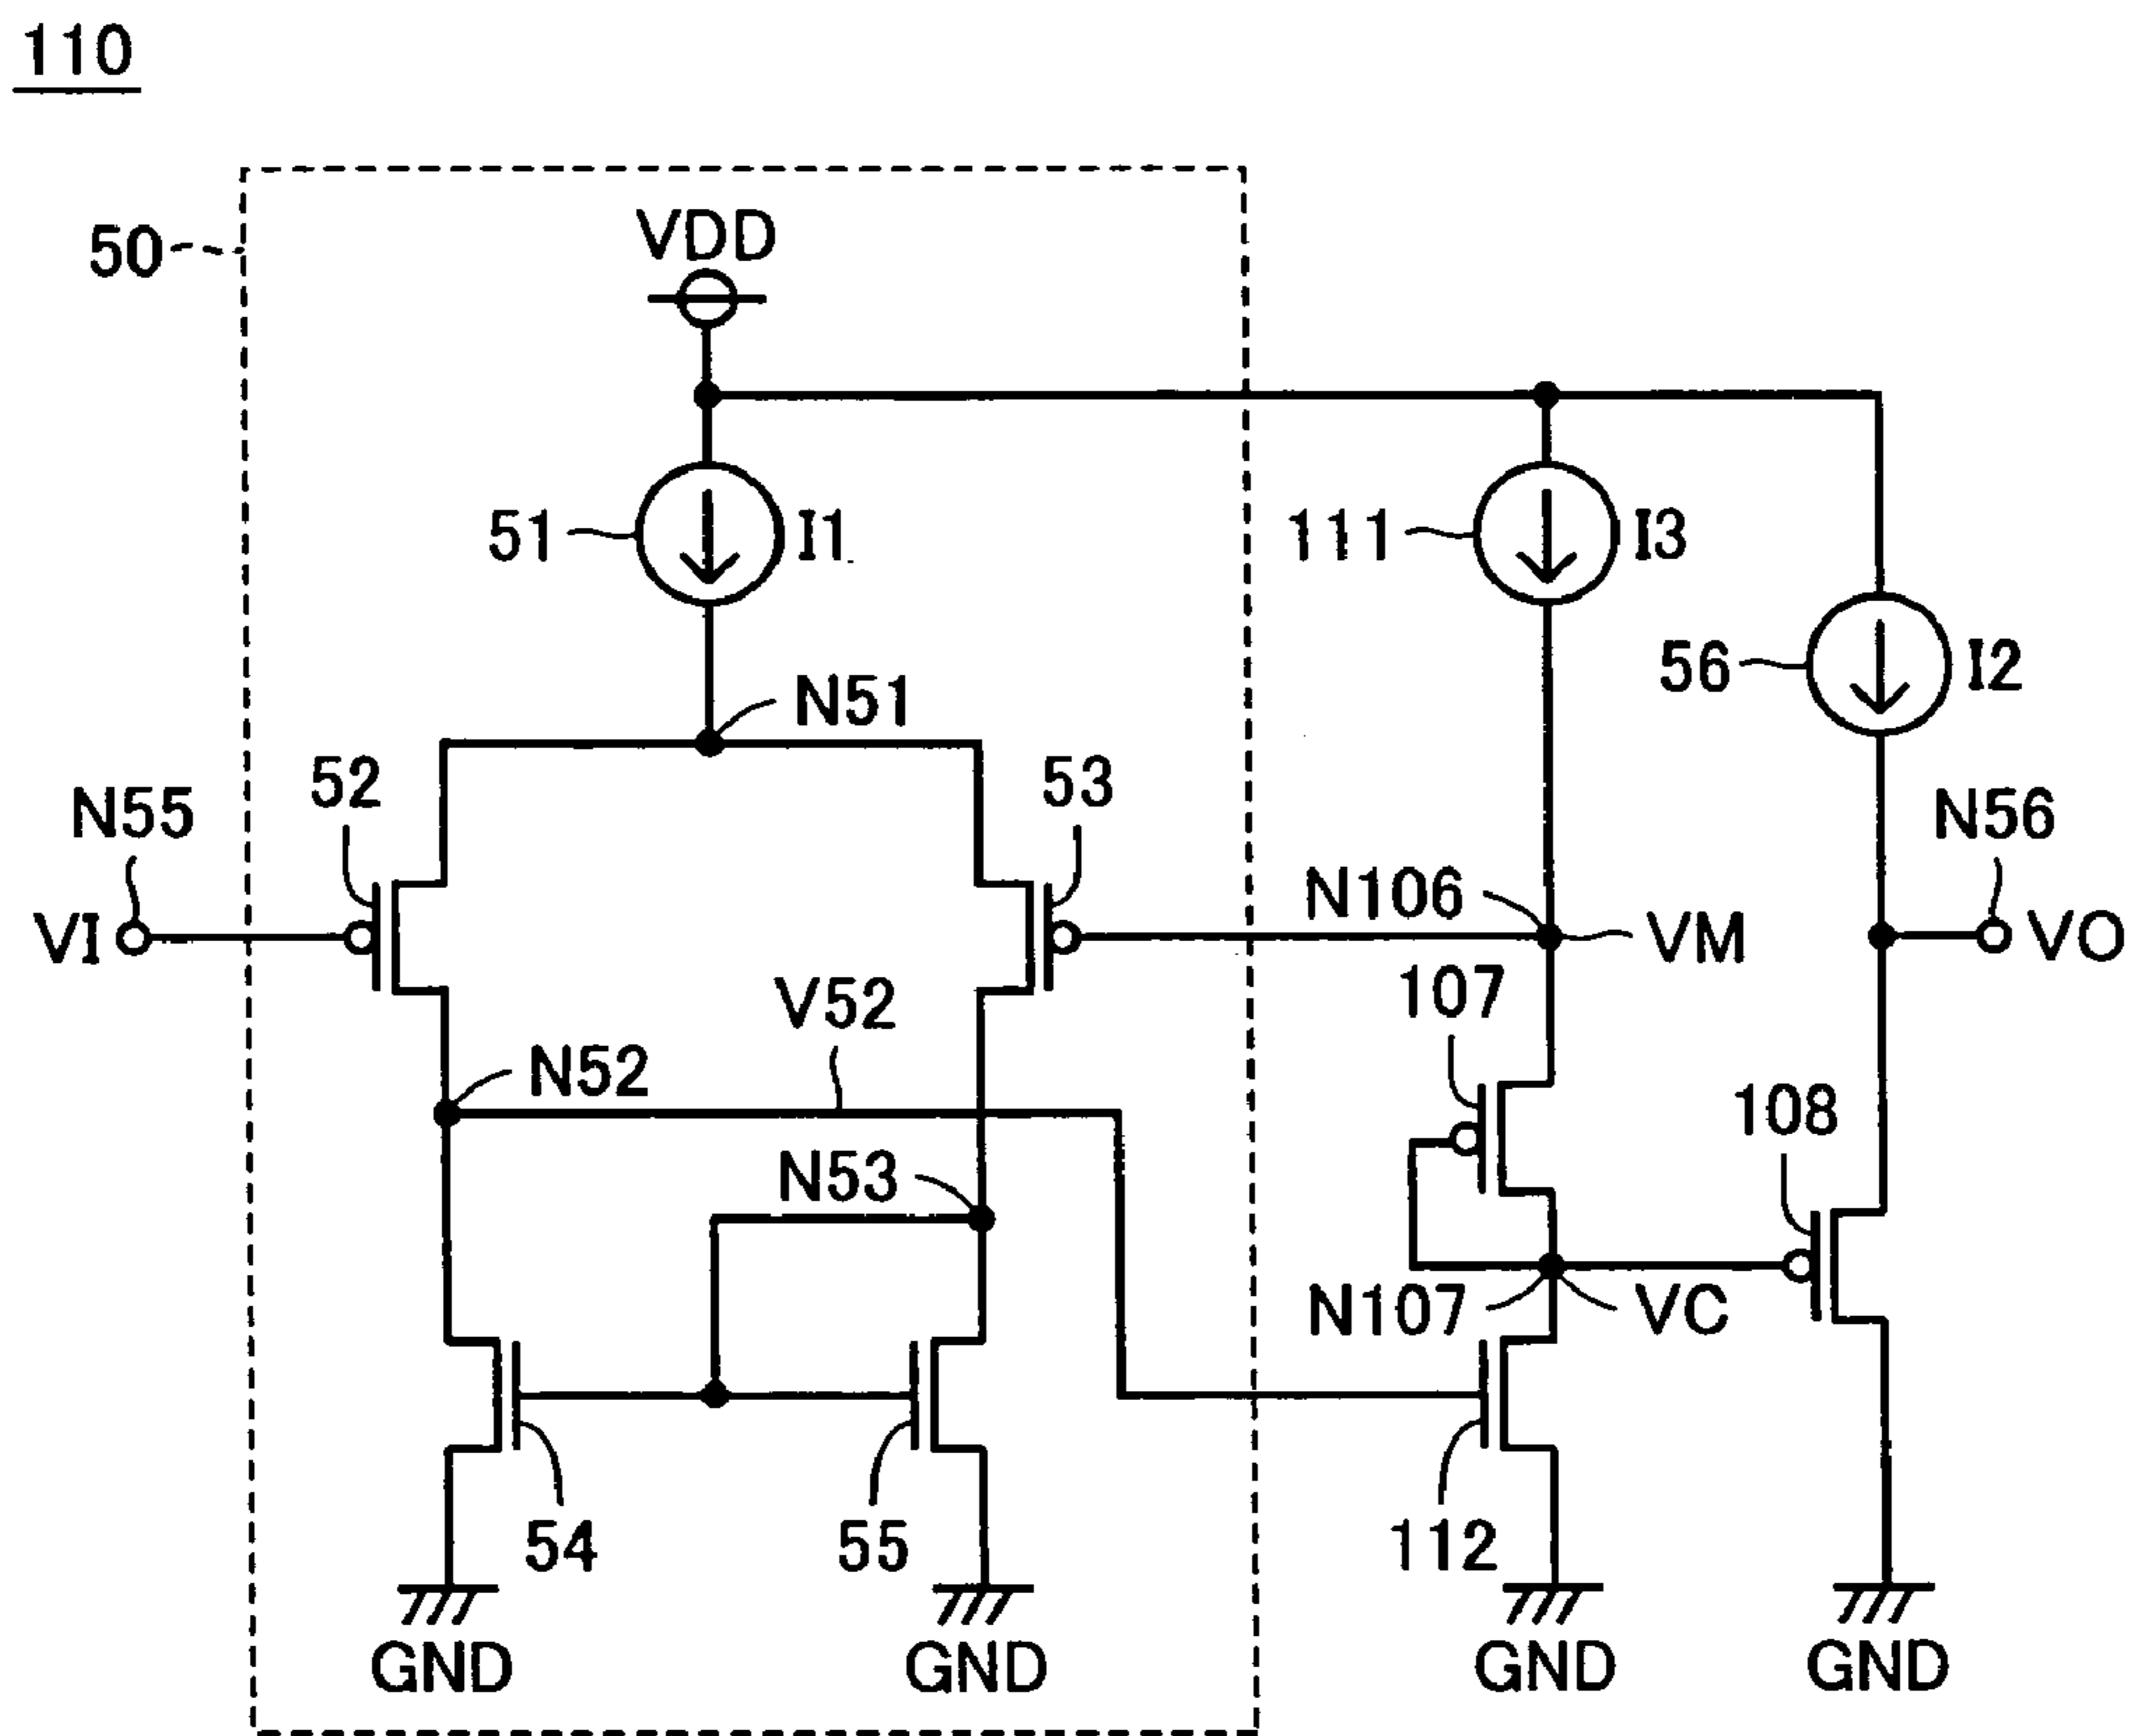 110
50
VDD
51
I1
111
I3
56
I2
N51
52
53
N55
N56
N106
VI
VM
VO
V52
107
N52
108
N53
N107
VC
54
55
112
GND
GND
GND
GND